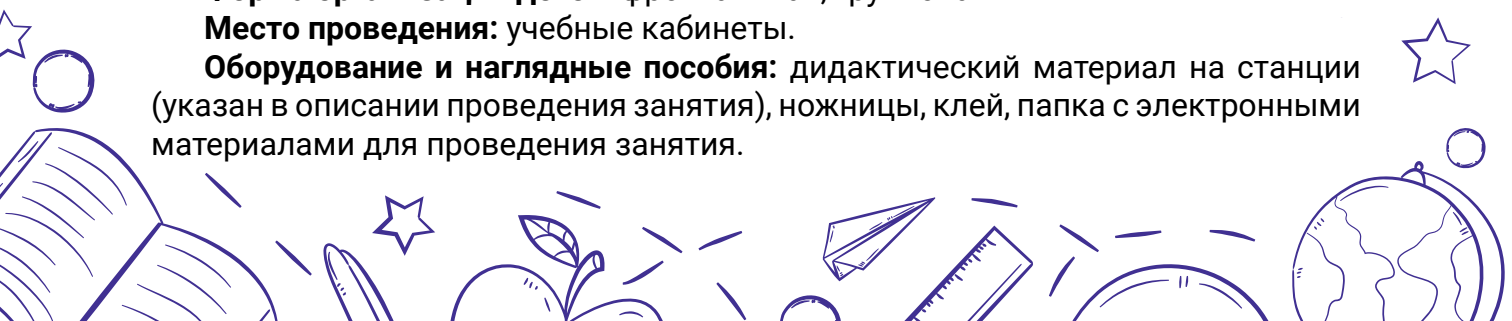 Место проведения: учебные кабинеты.
Оборудование и наглядные пособия: дидактический материал на станции
(указан в описании проведения занятия), ножницы, клей, папка с электронными
материалами для проведения занятия.